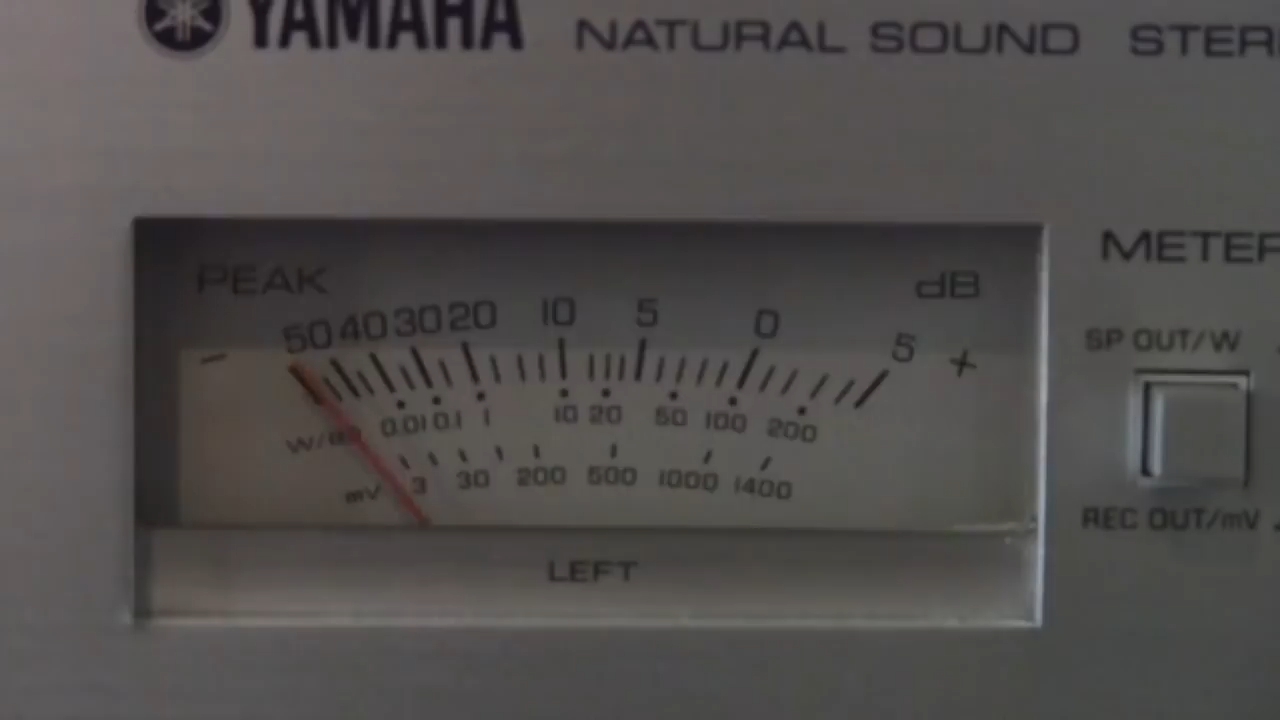 YAMAHA NATURAL SOUND STER
PEAK dB
METER
− 50 40 30 20 10 5 0 5 +
SP OUT/W
0.01 0.1 1 10 20 50 100 200
mV 3 30 200 500 1000 1400
REC OUT/mV
LEFT